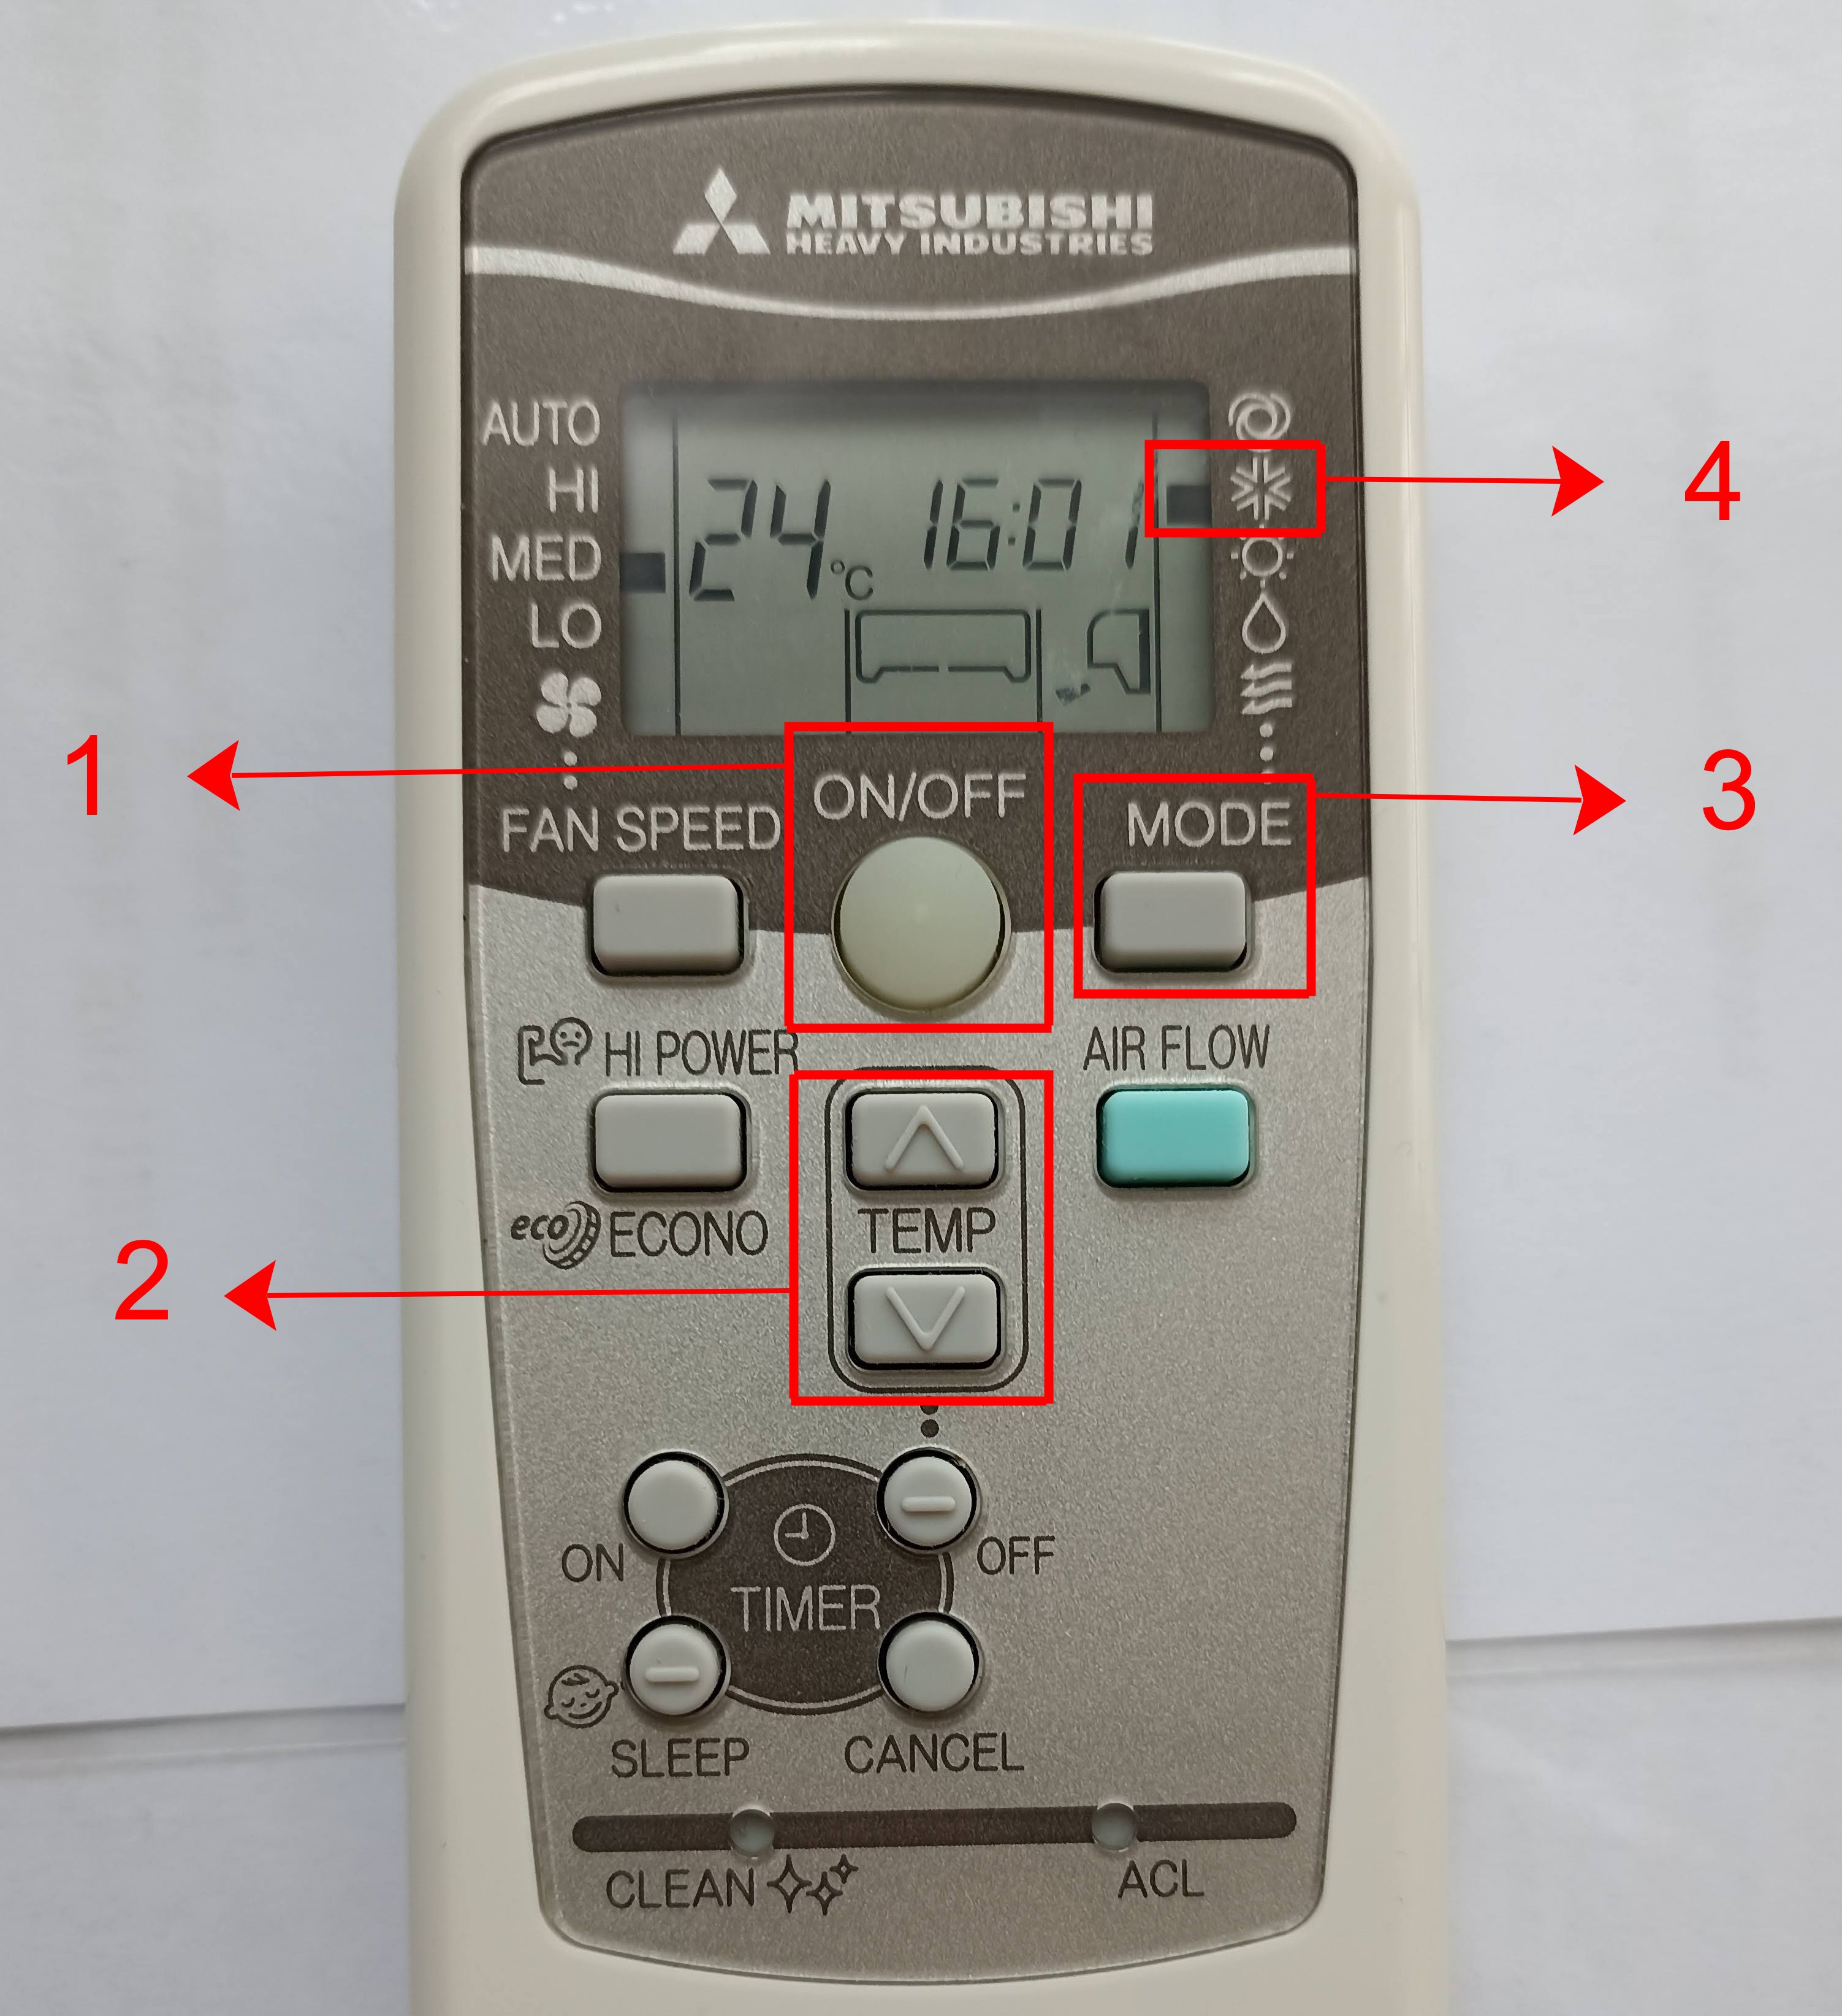 MITSUBISHI
HEAVY INDUSTRIES
AUTO
HI
MED
LO
24°C 16:01
4
1
3
FAN SPEED
ON/OFF
MODE
HI POWER
AIR FLOW
TEMP
eco ECONO
2
ON
OFF
TIMER
SLEEP
CANCEL
CLEAN
ACL